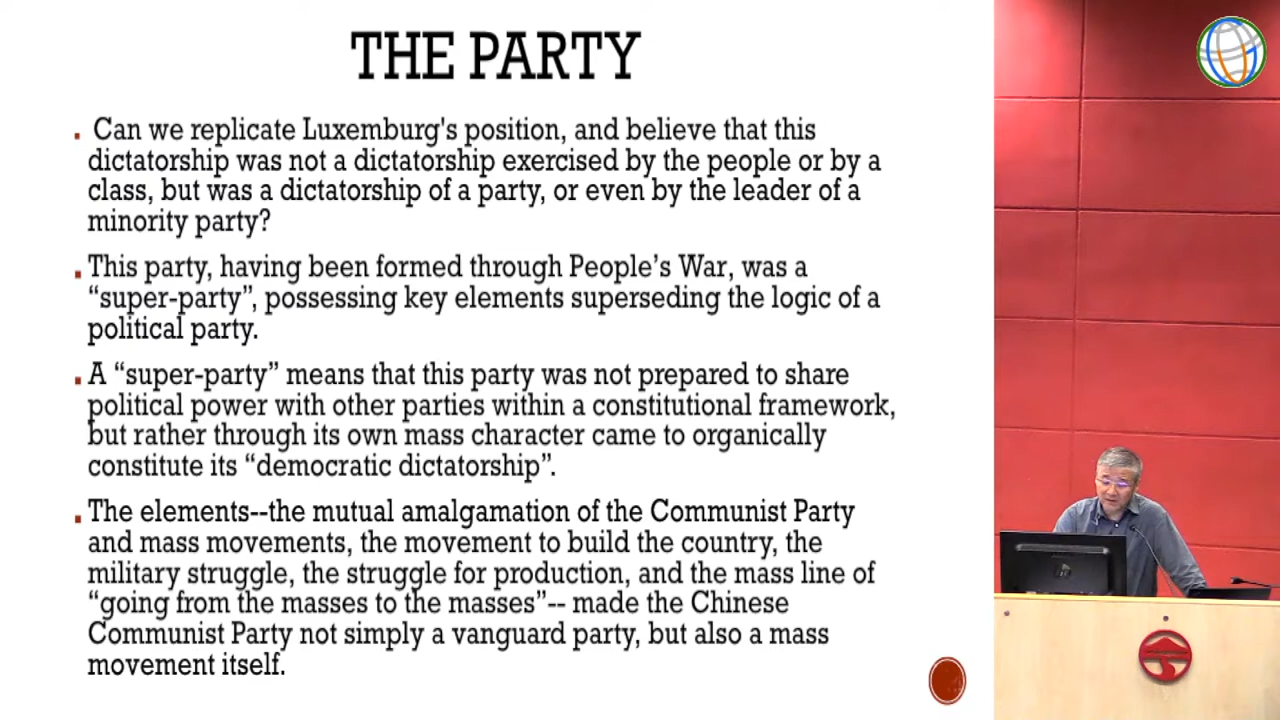 THE PARTY
Can we replicate Luxemburg's position, and believe that this
dictatorship was not a dictatorship exercised by the people or by a
class, but was a dictatorship of a party, or even by the leader of a
minority party?
This party, having been formed through People’s War, was a
“super-party”, possessing key elements superseding the logic of a
political party.
A “super-party” means that this party was not prepared to share
political power with other parties within a constitutional framework,
but rather through its own mass character came to organically
constitute its “democratic dictatorship”.
The elements--the mutual amalgamation of the Communist Party
and mass movements, the movement to build the country, the
military struggle, the struggle for production, and the mass line of
“going from the masses to the masses”-- made the Chinese
Communist Party not simply a vanguard party, but also a mass
movement itself.